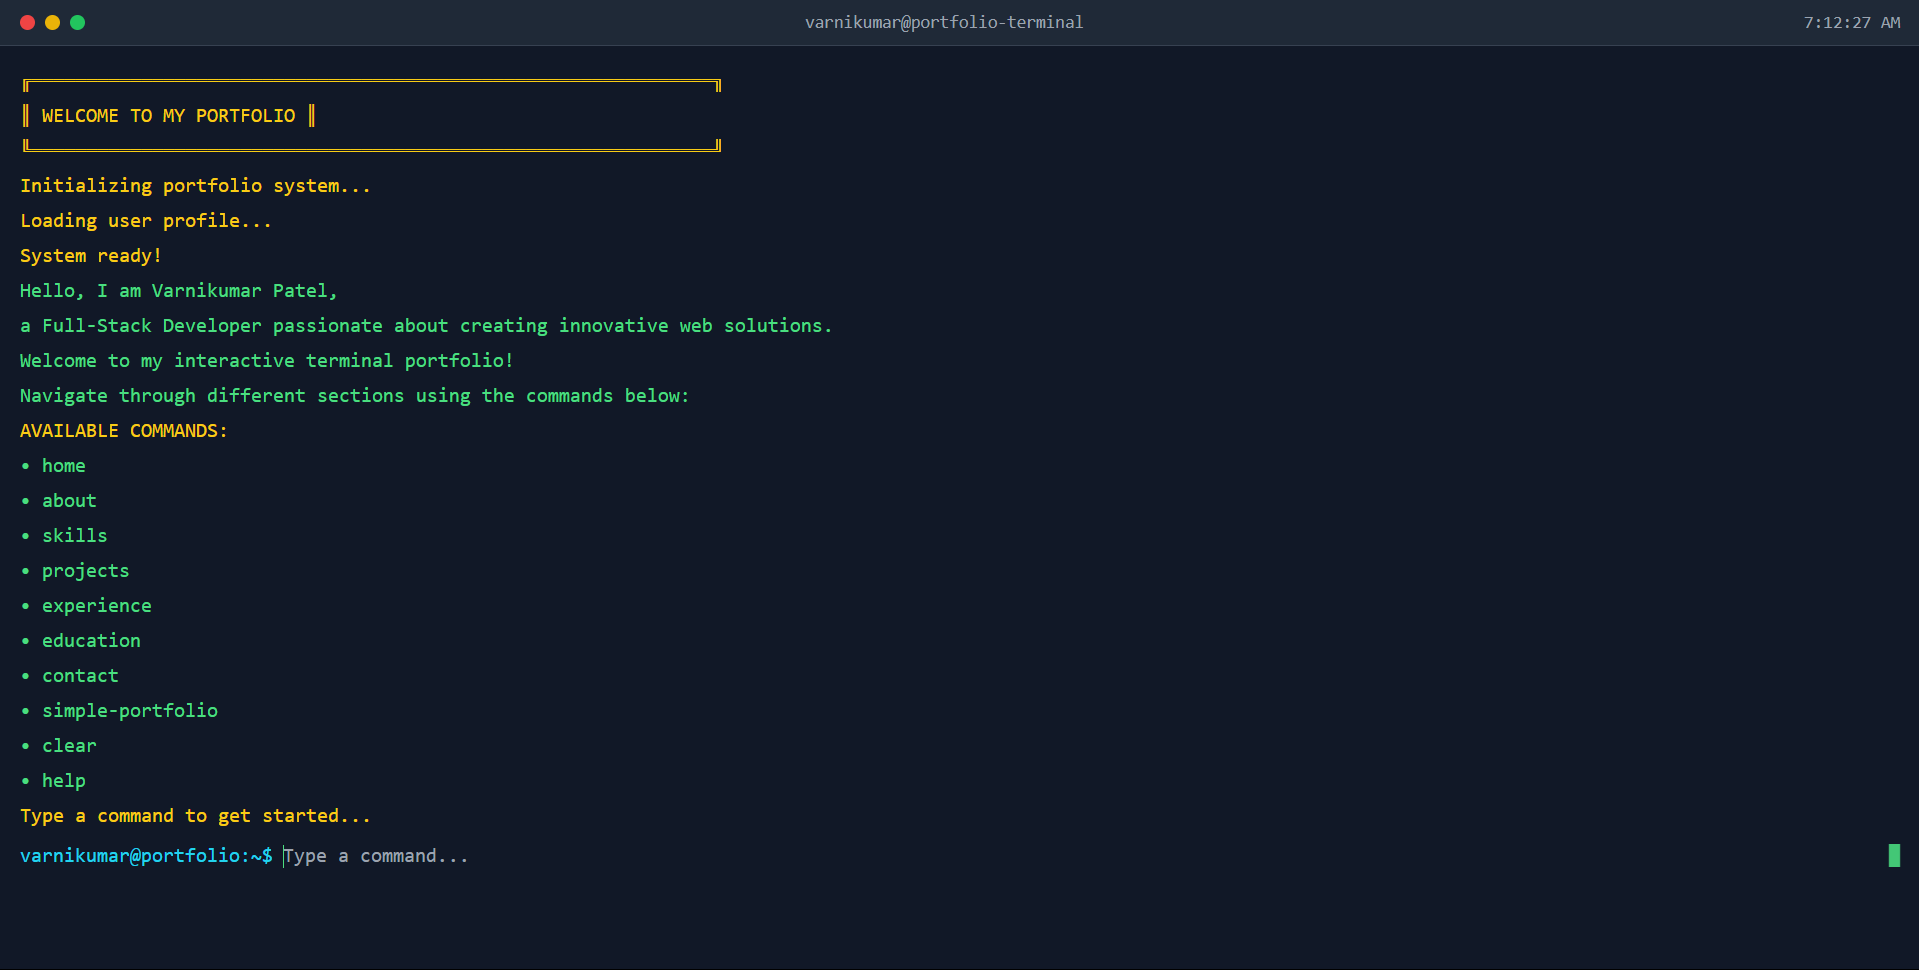 varnikumar@portfolio-terminal
7:12:27 AM
WELCOME TO MY PORTFOLIO
Initializing portfolio system...
Loading user profile...
System ready!
Hello, I am Varnikumar Patel,
a Full-Stack Developer passionate about creating innovative web solutions.
Welcome to my interactive terminal portfolio!
Navigate through different sections using the commands below:
AVAILABLE COMMANDS:
• home
• about
• skills
• projects
• experience
• education
• contact
• simple-portfolio
• clear
• help
Type a command to get started...
varnikumar@portfolio:~$ Type a command...